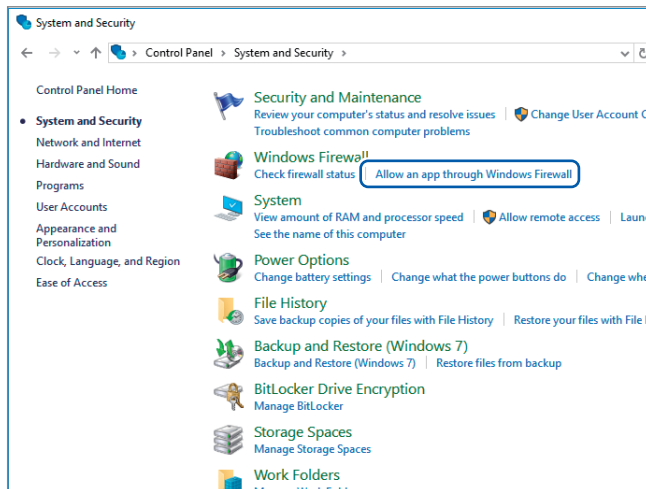 System and Security
Control Panel > System and Security >
Control Panel Home
System and Security
Network and Internet
Hardware and Sound
Programs
User Accounts
Appearance and
Personalization
Clock, Language, and Region
Ease of Access
Security and Maintenance
Review your computer's status and resolve issues | Change User Account C
Troubleshoot common computer problems
Windows Firewall
Check firewall status | Allow an app through Windows Firewall
System
View amount of RAM and processor speed | Allow remote access | Laun
See the name of this computer
Power Options
Change battery settings | Change what the power buttons do | Change whe
File History
Save backup copies of your files with File History | Restore your files with File
Backup and Restore (Windows 7)
Backup and Restore (Windows 7) | Restore files from backup
BitLocker Drive Encryption
Manage BitLocker
Storage Spaces
Manage Storage Spaces
Work Folders